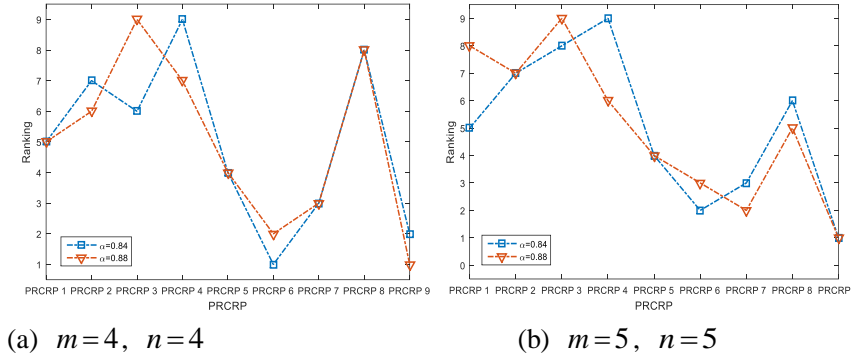 9
8
7
6
5
4
3
2
1
Ranking
α=0.84
α=0.88
PRCRP 1 PRCRP 2 PRCRP 3 PRCRP 4 PRCRP 5 PRCRP 6 PRCRP 7 PRCRP 8 PRCRP 9
PRCRP
(a) m=4, n=4
9
8
7
6
5
4
3
2
1
0
Ranking
α=0.84
α=0.88
PRCRP 1 PRCRP 2 PRCRP 3 PRCRP 4 PRCRP 5 PRCRP 6 PRCRP 7 PRCRP 8 PRCRP
PRCRP
(b) m=5, n=5